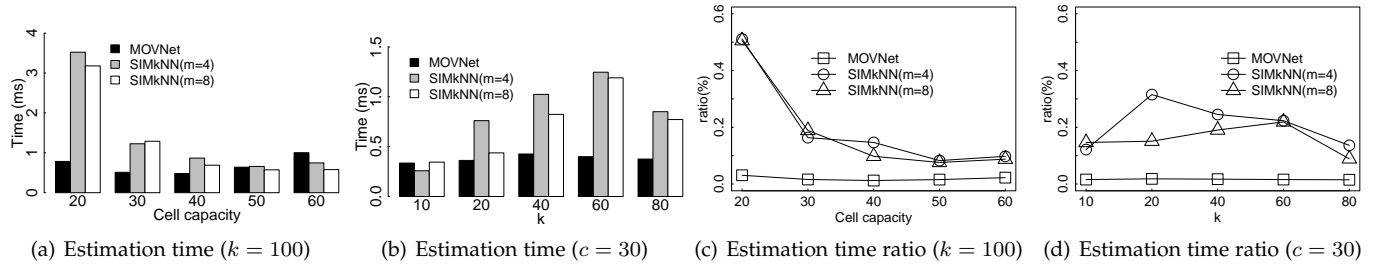 Time (ms)
0 1 2 3 4
MOVNet
SIMkNN(m=4)
SIMkNN(m=8)
20 30 40 50 60
Cell capacity
(a) Estimation time (k = 100)
Time (ms)
0.0 0.5 1.0 1.5
MOVNet
SIMkNN(m=4)
SIMkNN(m=8)
10 20 40 60 80
k
(b) Estimation time (c = 30)
ratio(%)
0.0 0.2 0.4 0.6
MOVNet
SIMkNN(m=4)
SIMkNN(m=8)
20 30 40 50 60
Cell capacity
(c) Estimation time ratio (k = 100)
ratio(%)
0.0 0.2 0.4 0.6
MOVNet
SIMkNN(m=4)
SIMkNN(m=8)
10 20 40 60 80
k
(d) Estimation time ratio (c = 30)